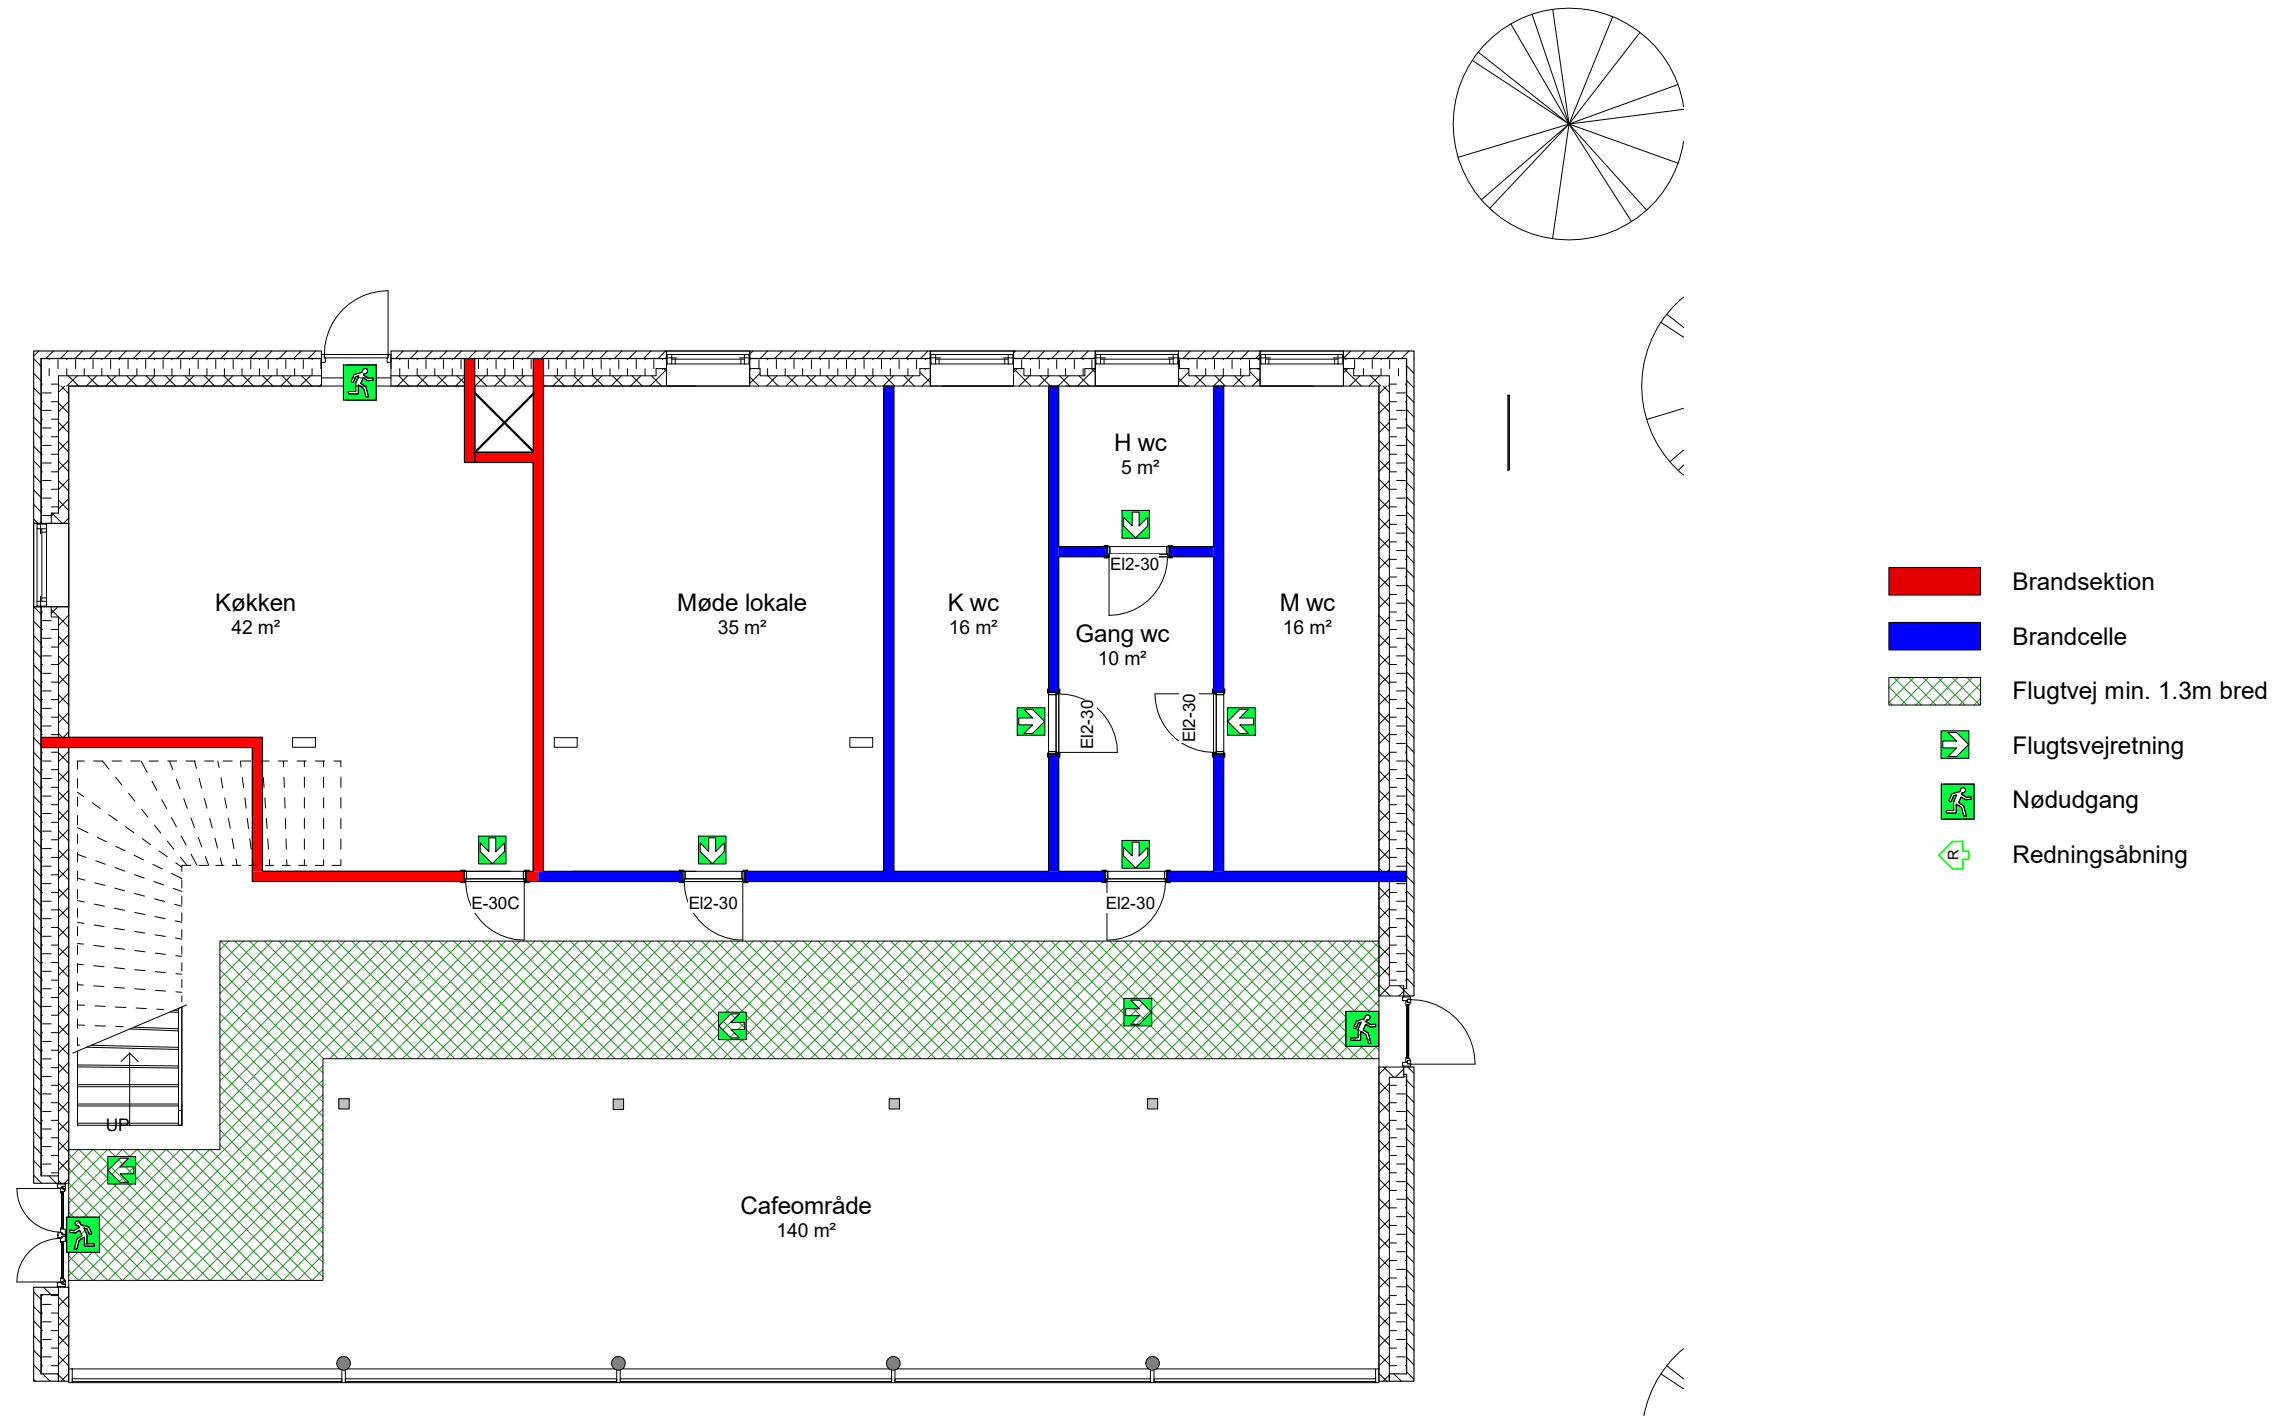 H wc
5 m²
EI2-30
Køkken
42 m²
Møde lokale
35 m²
K wc
16 m²
Gang wc
10 m²
M wc
16 m²
EI2-30
EI2-30
E-30C
EI2-30
EI2-30
UP
Cafeområde
140 m²
Brandsektion
Brandcelle
Flugtvej min. 1.3m bred
Flugtsvejretning
Nødudgang
R
Redningsåbning